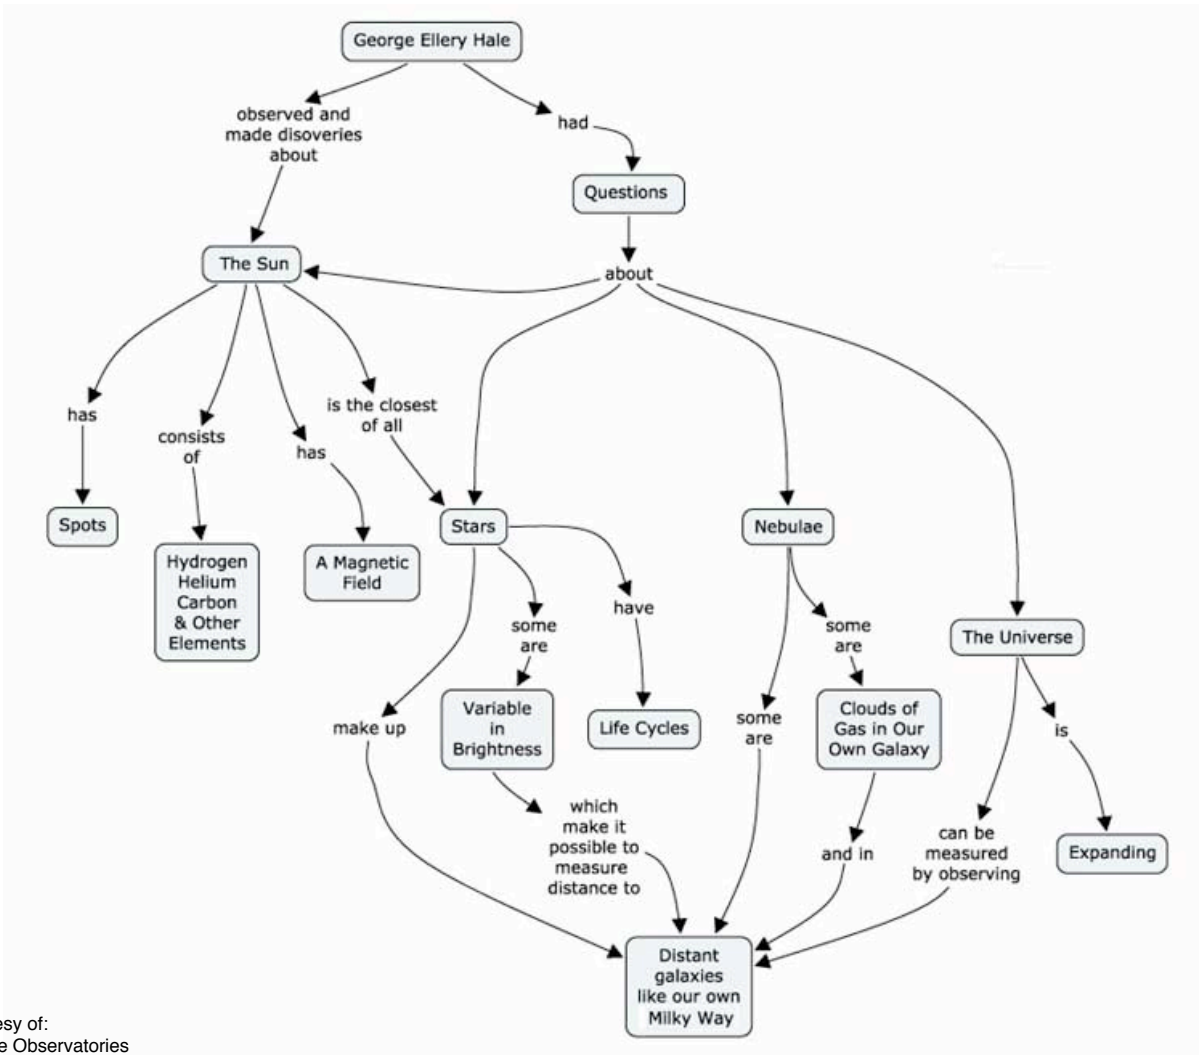 George Ellery Hale
observed and
made disoveries
about
had
Questions
The Sun
about
has
consists
of
has
is the closest
of all
Spots
Hydrogen
Helium
Carbon
& Other
Elements
A Magnetic
Field
Stars
Nebulae
some
are
have
some
are
The Universe
make up
Variable
in
Brightness
Life Cycles
some
are
Clouds of
Gas in Our
Own Galaxy
is
which
make it
possible to
measure
distance to
and in
can be
measured
by observing
Expanding
Distant
galaxies
like our own
Milky Way
of:
Observatories